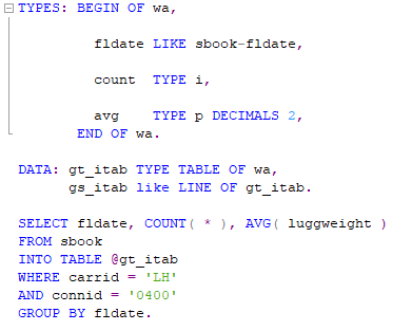 TYPES: BEGIN OF wa,
fldate LIKE sbook-fldate,
count TYPE i,
avg TYPE p DECIMALS 2,
END OF wa.
DATA: gt_itab TYPE TABLE OF wa,
gs_itab like LINE OF gt_itab.
SELECT fldate, COUNT( * ), AVG( luggweight )
FROM sbook
INTO TABLE @gt_itab
WHERE carrid = 'LH'
AND connid = '0400'
GROUP BY fldate.